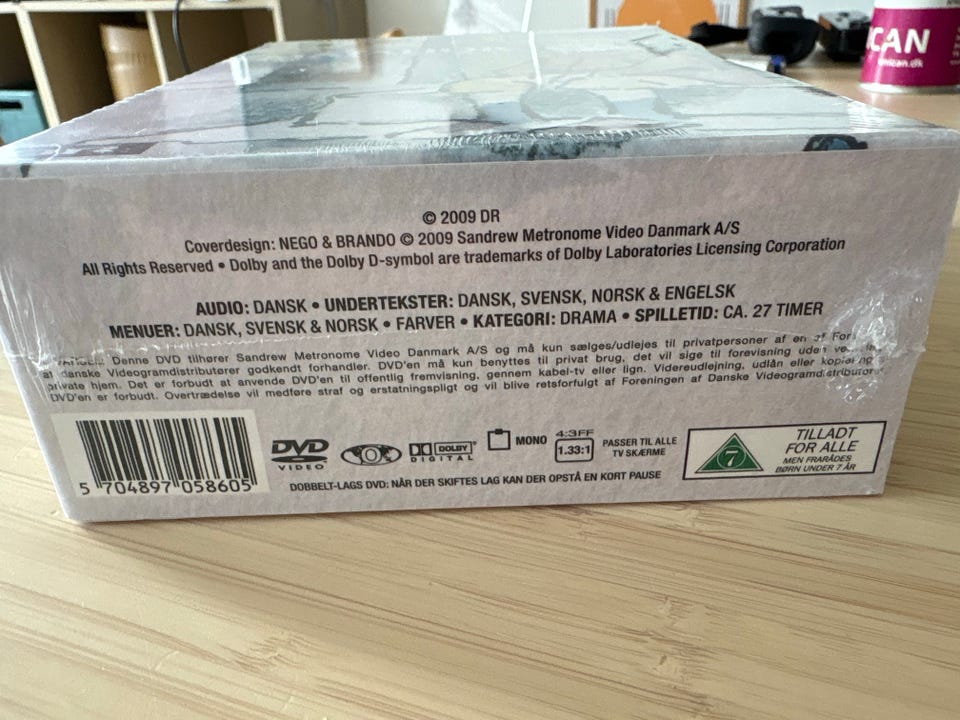 CAN
© 2009 DR
Coverdesign: NEGO & BRANDO © 2009 Sandrew Metronome Video Danmark A/S
All Rights Reserved • Dolby and the Dolby D-symbol are trademarks of Dolby Laboratories Licensing Corporation
AUDIO: DANSK • UNDERTEKSTER: DANSK, SVENSK, NORSK & ENGELSK
MENUER: DANSK, SVENSK & NORSK • FARVER • KATEGORI: DRAMA • SPILLETID: CA. 27 TIMER
Denne DVD tilhører Sandrew Metronome Video Danmark A/S og må kun sælges/udlejes til privatpersoner af en af
danske Videogramdistributører godkendt forhandler. DVD'en må kun benyttes til privat brug, det vil sige til forevisning uden
private hjem. Det er forbudt at anvende DVD'en til offentlig fremvisning, gennem kabel-tv eller lign. Videreudlejning, udlån eller kopiering
DVD'en er forbudt. Overtrædelse vil medføre straf og erstatningspligt og vil blive retsforfulgt af Foreningen af Danske Videogramdistributører
5 704897 058605
DVD VIDEO
DOLBY DIGITAL
MONO
4:3FF
1.33:1
PASSER TIL ALLE
TV SKÆRME
DOBBELT-LAGS DVD: NÅR DER SKIFTES LAG KAN DER OPSTÅ EN KORT PAUSE
7
TILLADT
FOR ALLE
MEN FRARÅDES
BØRN UNDER 7 ÅR